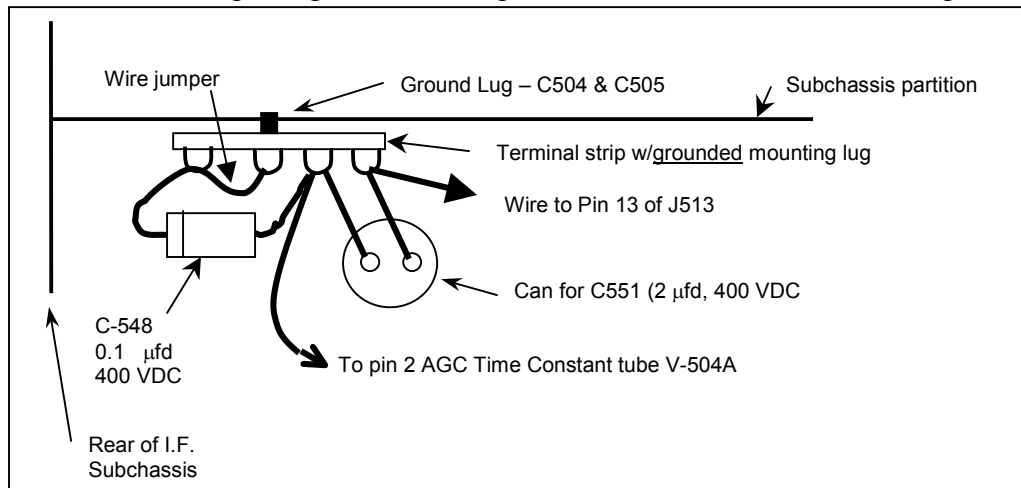 Wire jumper
Ground Lug – C504 & C505
Subchassis partition
Terminal strip w/grounded mounting lug
Wire to Pin 13 of J513
Can for C551 (2 μfd, 400 VDC
C-548
0.1 μfd
400 VDC
To pin 2 AGC Time Constant tube V-504A
Rear of I.F.
Subchassis